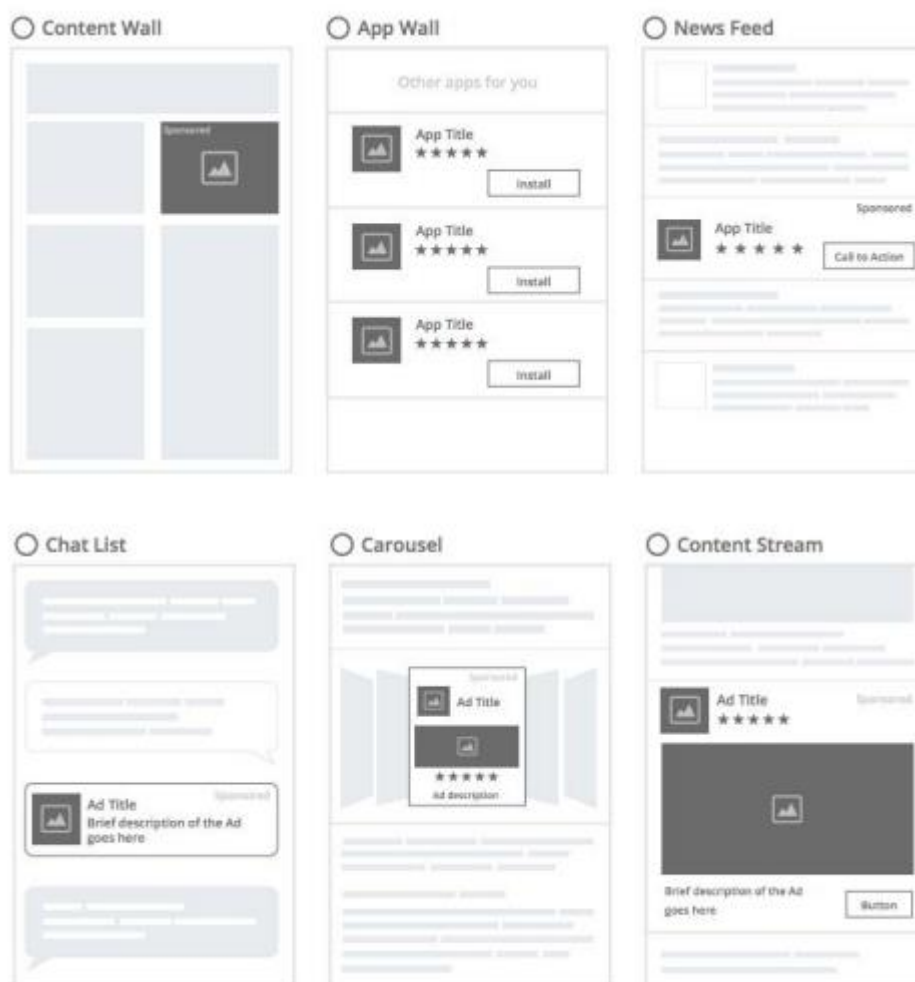 Content Wall
Sponsored
App Wall
Other apps for you
App Title
★★★★★
Install
App Title
★★★★★
Install
App Title
★★★★★
Install
News Feed
Sponsored
App Title
★★★★★
Call to Action
Chat List
Sponsored
Ad Title
Brief description of the Ad
goes here
Carousel
Sponsored
Ad Title
★★★★★
Ad description
Content Stream
Ad Title
Sponsored
★★★★★
Brief description of the Ad
goes here
Button